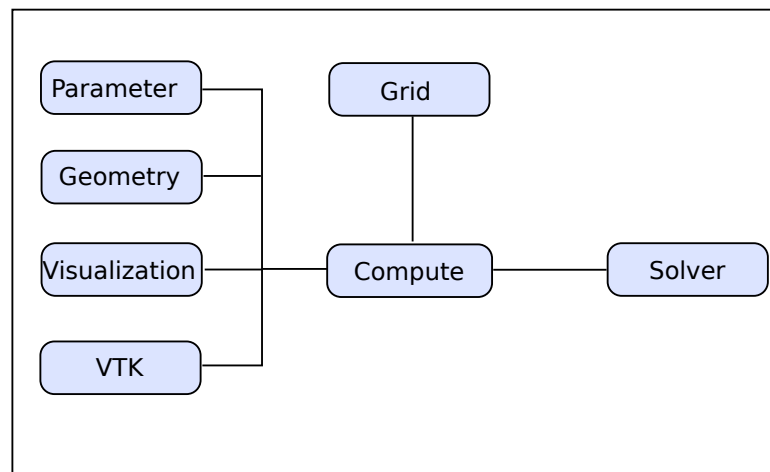 Parameter
Grid
Geometry
Visualization
Compute
Solver
VTK